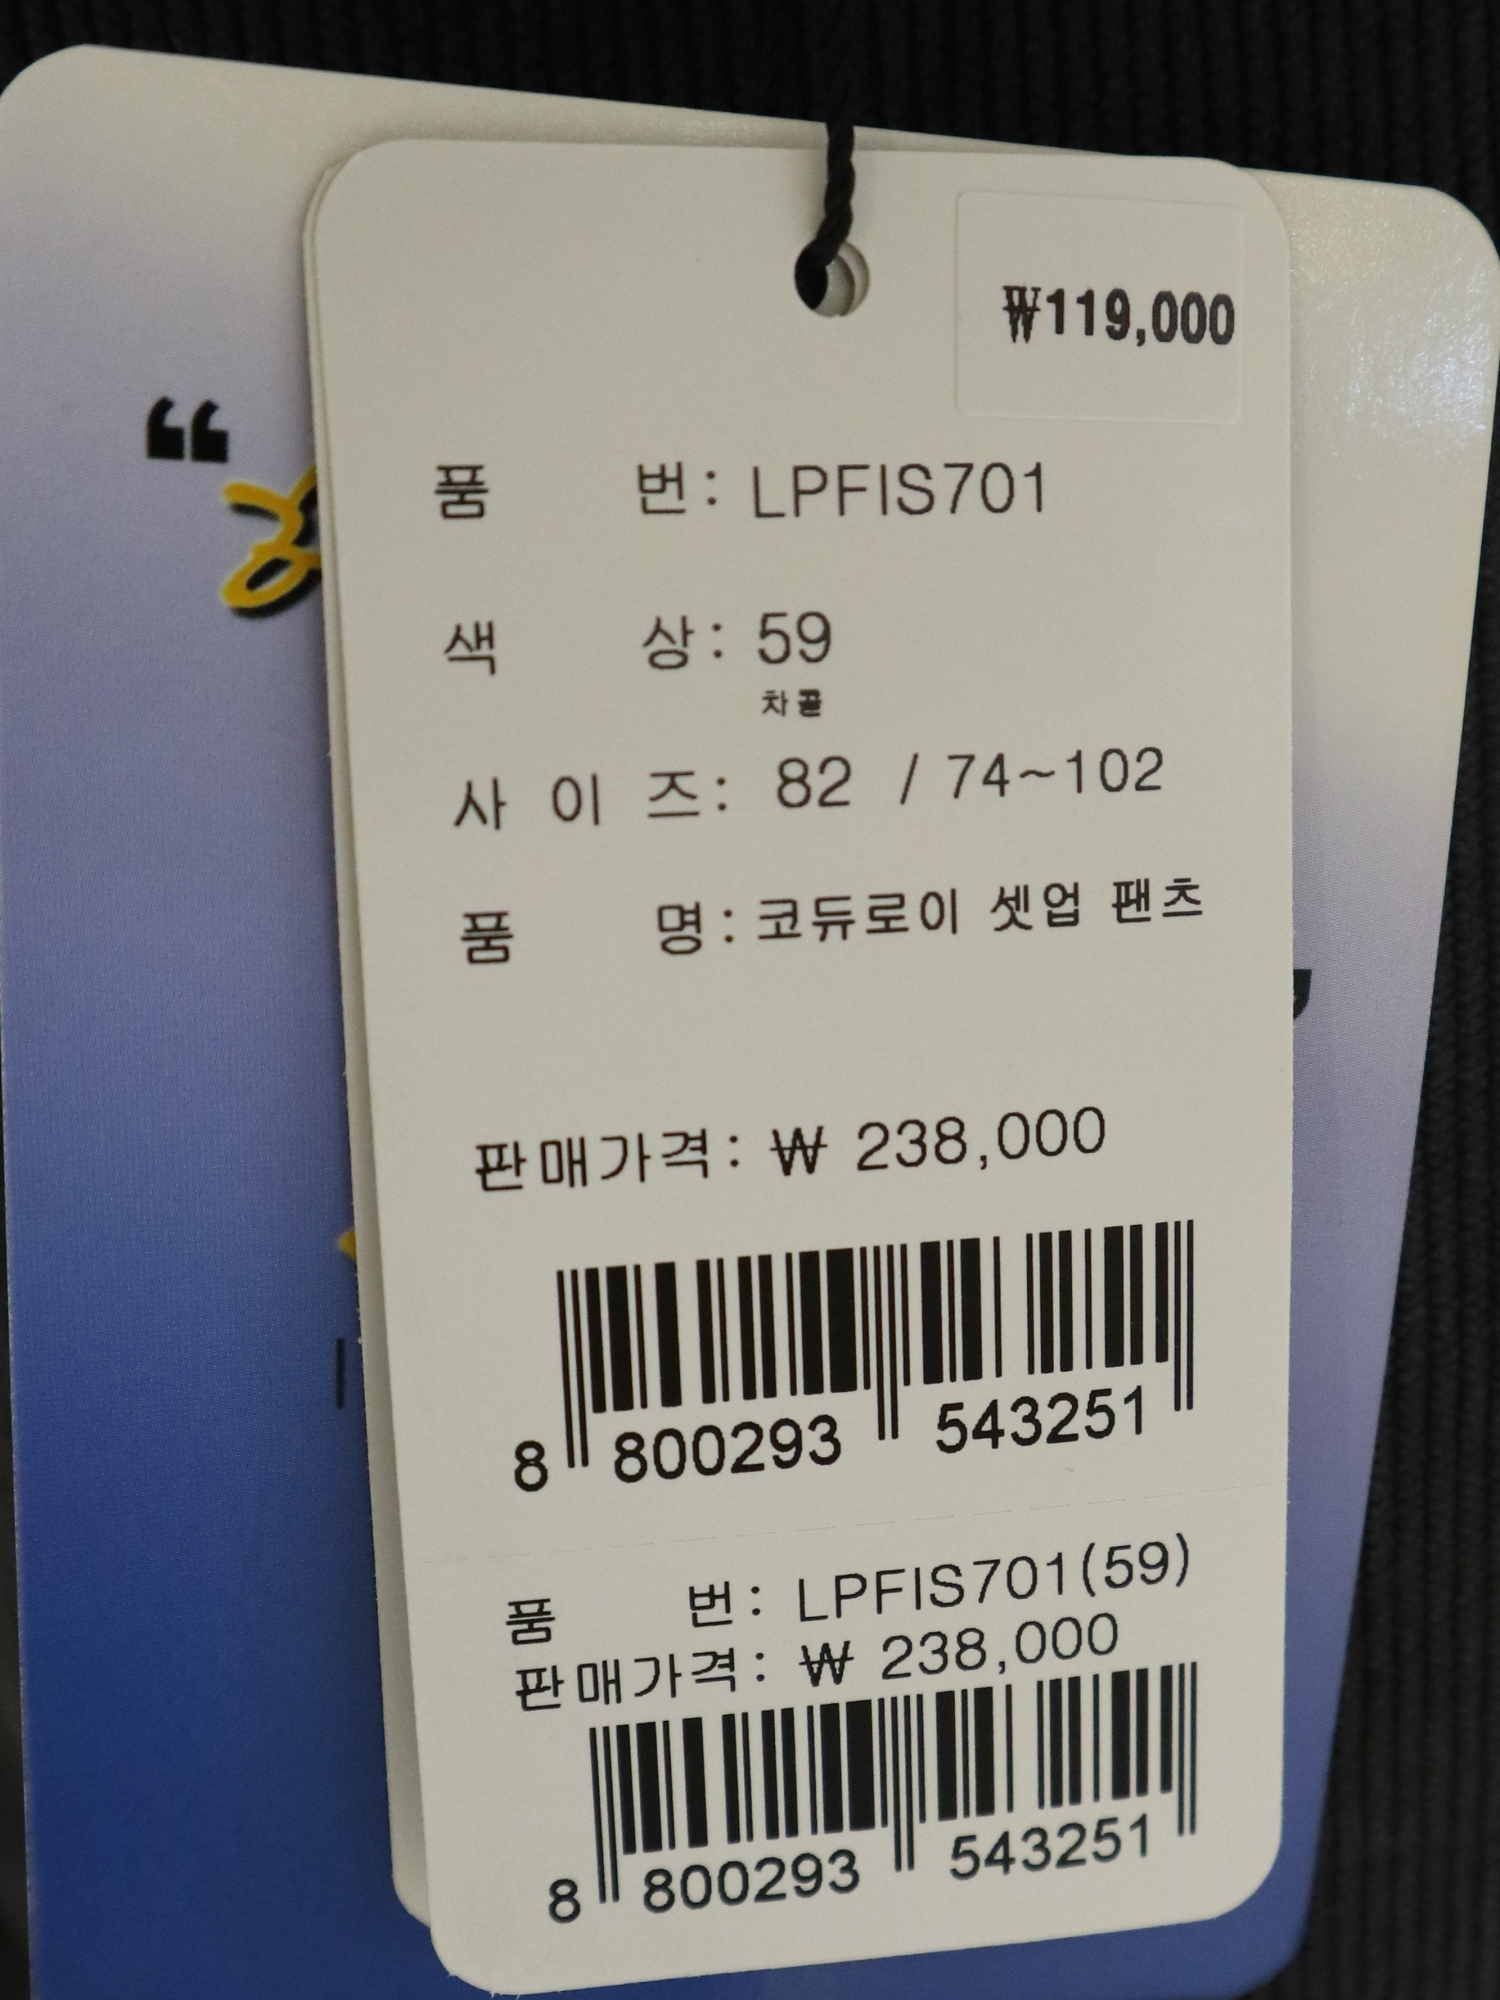 ₩119,000
“
품 번: LPFIS701
색 상: 59
차콜
사 이 즈: 82 / 74~102
품 명: 코듀로이 셋업 팬츠
판매가격: ₩ 238,000
8 800293 543251
품 번: LPFIS701(59)
판매가격: ₩ 238,000
8 800293 543251